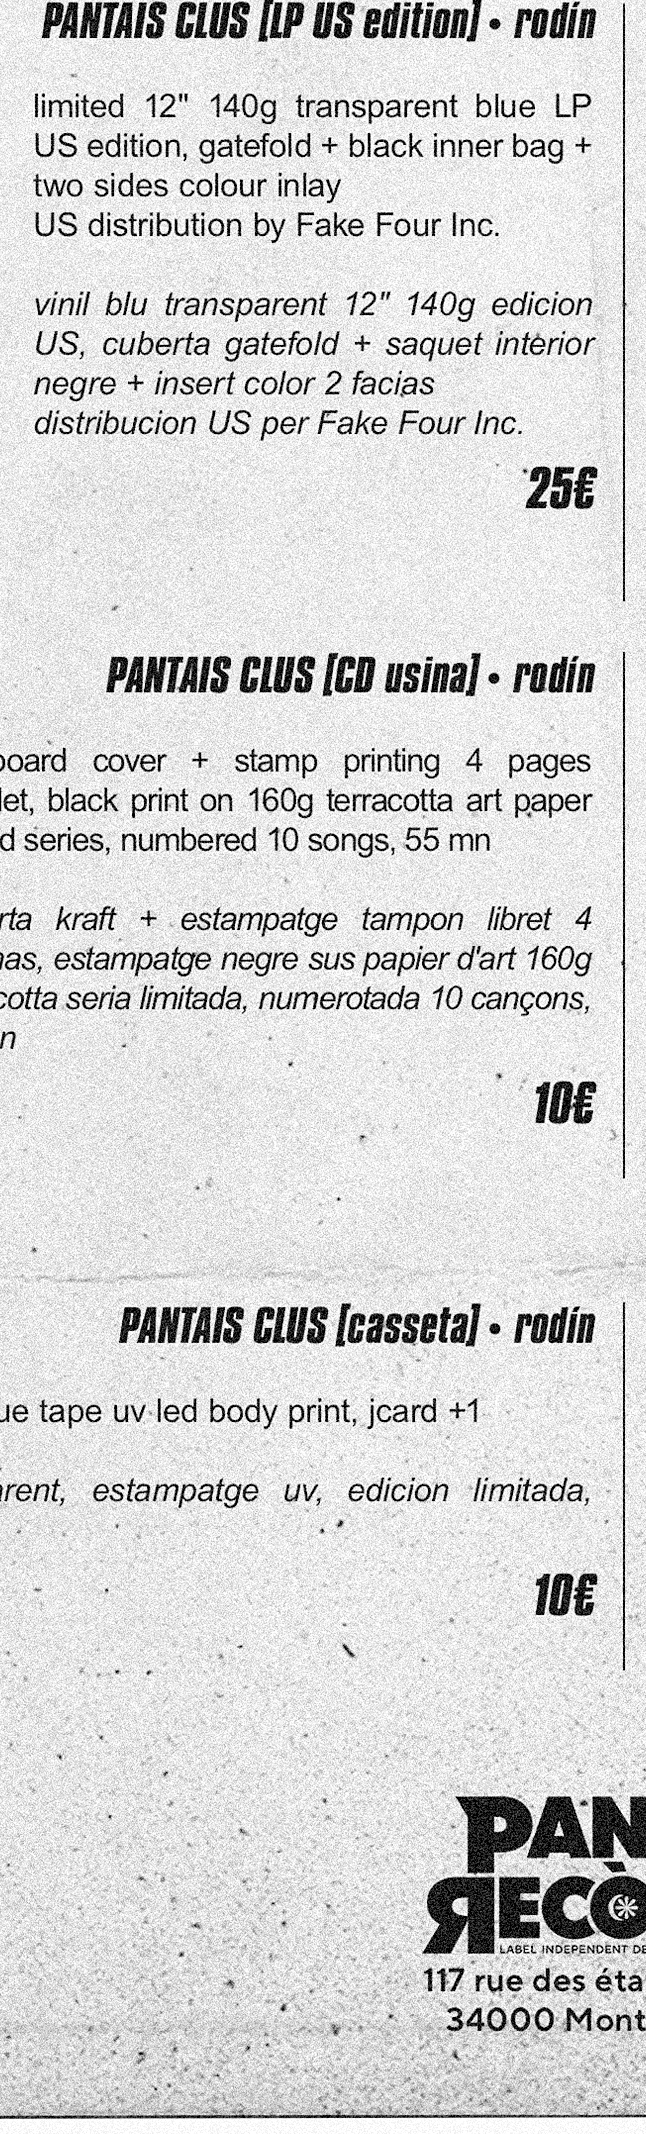 PANTAIS CLUS [LP US edition] • rodín
limited 12" 140g transparent blue LP
US edition, gatefold + black inner bag +
two sides colour inlay
US distribution by Fake Four Inc.
vinil blu transparent 12" 140g edicion
US, cuberta gatefold + saquet interior
negre + insert color 2 facias
distribucion US per Fake Four Inc.
25€
PANTAIS CLUS [CD usina] • rodín
board cover + stamp printing 4 pages
let, black print on 160g terracotta art paper
d series, numbered 10 songs, 55 mn
rta kraft + estampatge tampon libret 4
nas, estampatge negre sus papier d'art 160g
cotta seria limitada, numerotada 10 cançons,
n
10€
PANTAIS CLUS [casseta] • rodín
ue tape uv led body print, jcard +1
arent, estampatge uv, edicion limitada,
10€
PAN
RECÒ
LABEL INDEPENDENT DE
117 rue des éta
34000 Mont